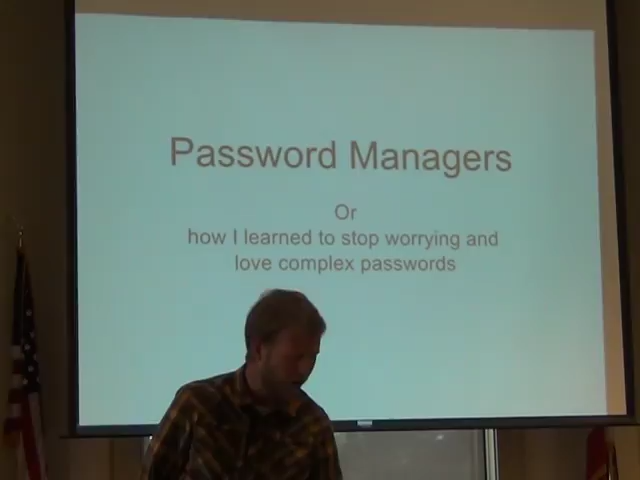 Password Managers
Or
how I learned to stop worrying and
love complex passwords